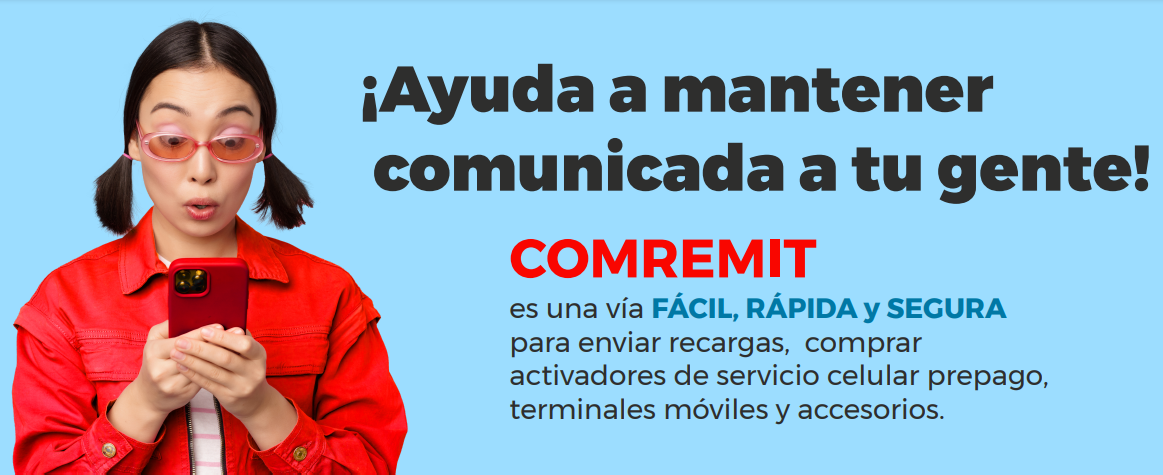 ¡Ayuda a mantener
comunicada a tu gente!
COMREMIT
es una vía FÁCIL, RÁPIDA y SEGURA
para enviar recargas, comprar
activadores de servicio celular prepago,
terminales móviles y accesorios.